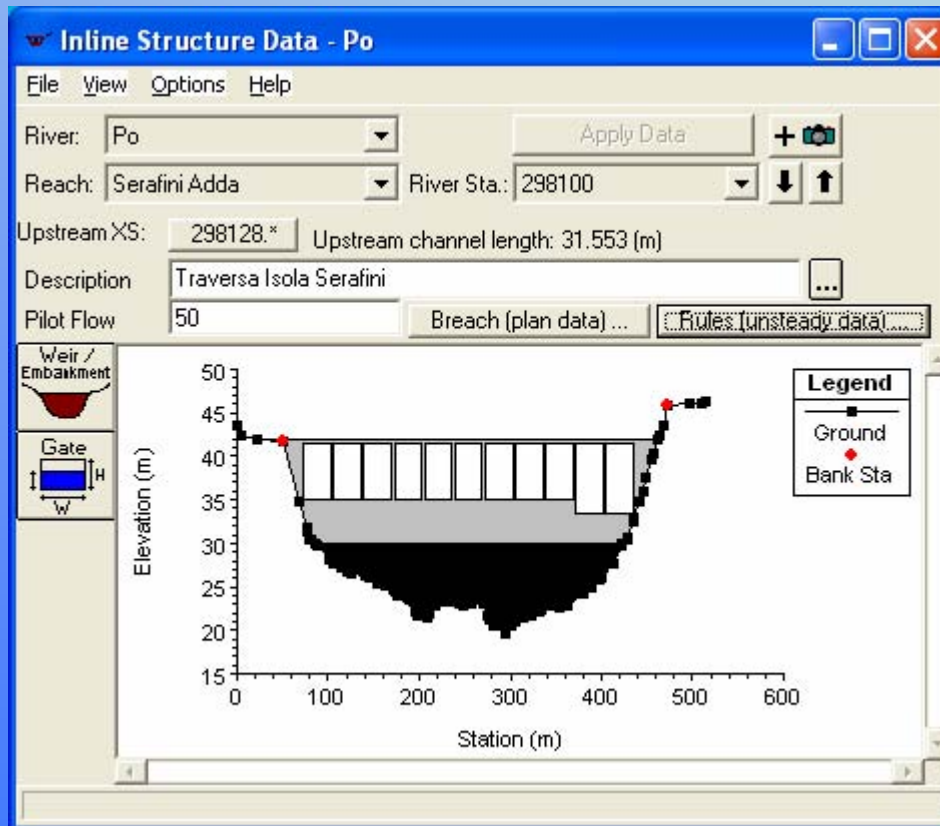 Inline Structure Data - Po
File View Options Help
River: Po Apply Data +
Reach: Serafini Adda River Sta.: 298100
Upstream XS: 298128.* Upstream channel length: 31.553 (m)
Description Traversa Isola Serafini ...
Pilot Flow 50 Breach (plan data) ... Rules (unsteady data) ...
Weir /
Embankment
Gate
H
W
50
45
40
35
30
25
20
15
Elevation (m)
0 100 200 300 400 500 600
Station (m)
Legend
Ground
Bank Sta